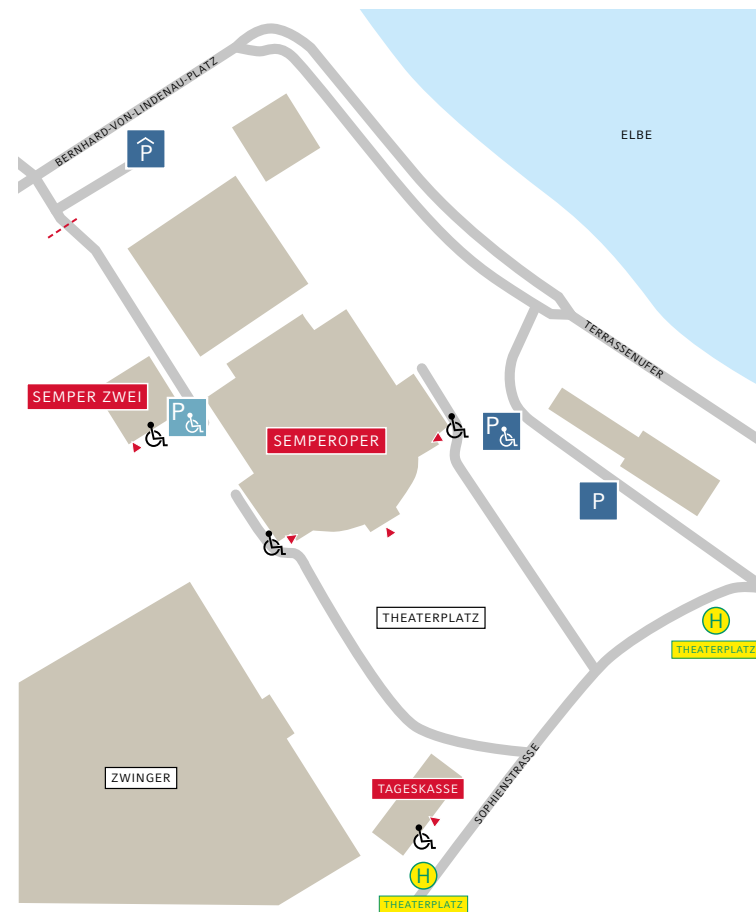 BERNHARD-VON-LINDENAU-PLATZ
ELBE
P
TERRASSENUFER
SEMPER ZWEI
P
SEMPEROPER
P
P
THEATERPLATZ
H
THEATERPLATZ
ZWINGER
SOPHIENSTRASSE
TAGESKASSE
H
THEATERPLATZ